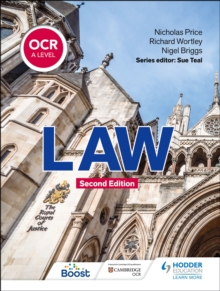 Nicholas Price
Richard Wortley
Nigel Briggs
Series editor: Sue Teal
OCR
A LEVEL
LAW
Second Edition
The Royal
Courts of
Justice
Boost
CAMBRIDGE
OCR
HODDER
EDUCATION
LEARN MORE